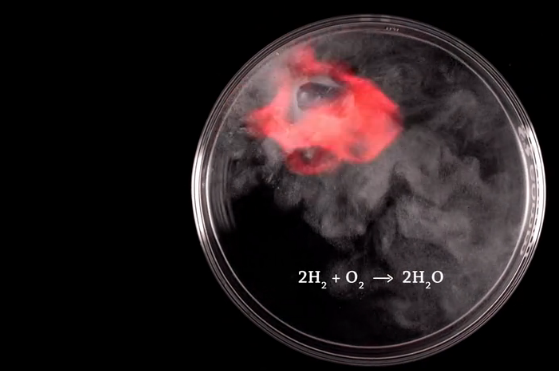 2H₂ + O₂ → 2H₂O